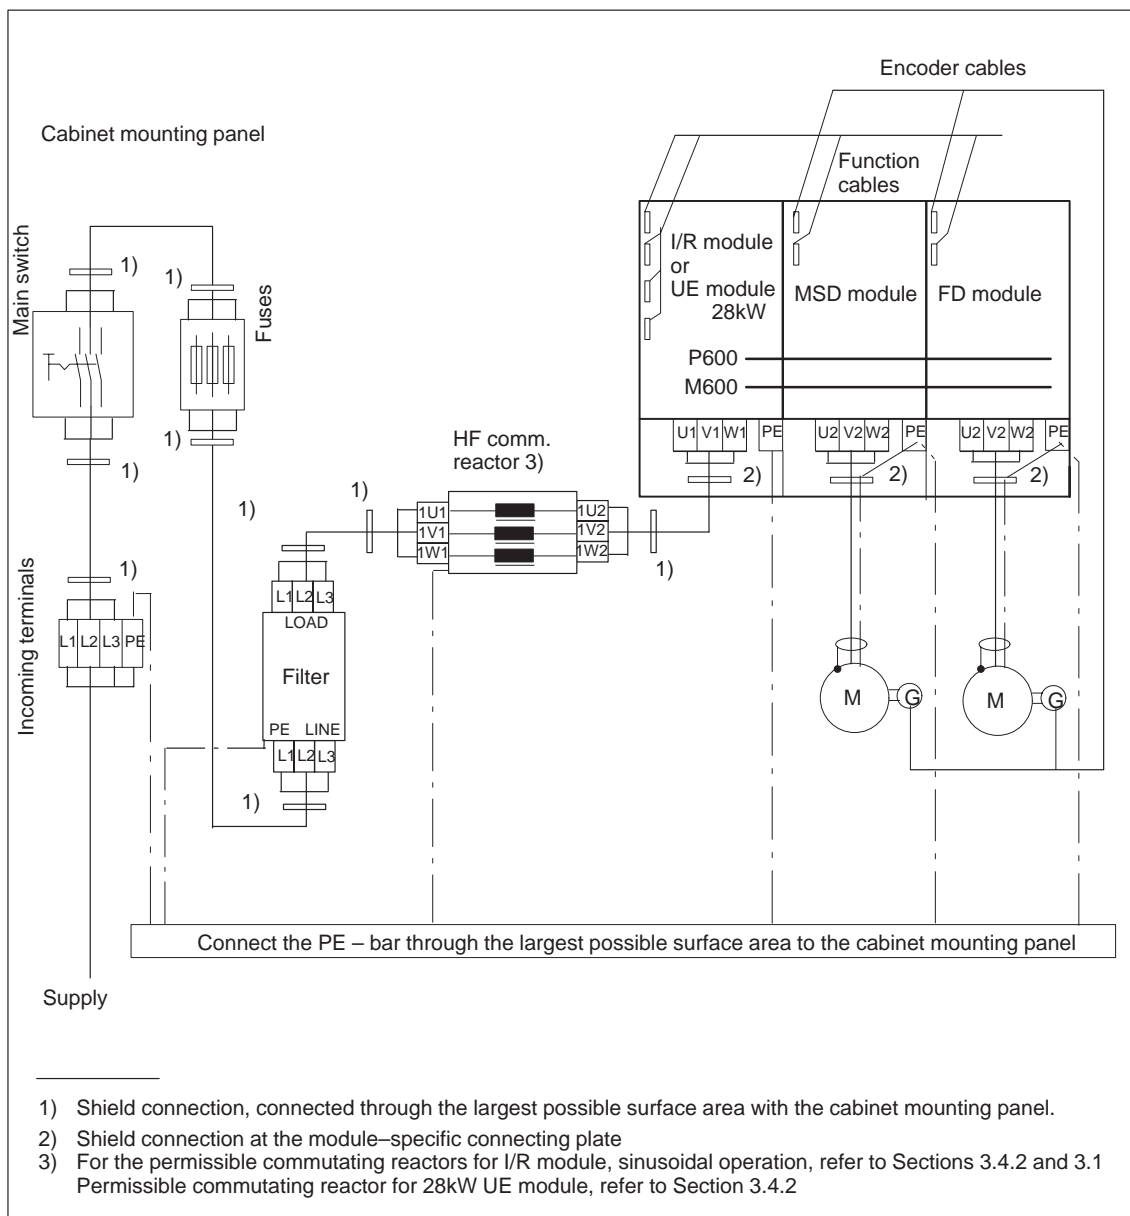 Encoder cables
Cabinet mounting panel
Function
cables
Main switch
1)
1)
Fuses
I/R module
or
UE module
28kW
MSD module
FD module
P600
M600
1)
1)
U1 V1 W1 PE
U2 V2 W2 PE
U2 V2 W2 PE
2)
2)
2)
HF comm.
reactor 3)
1)
1)
1U1
1V1
1W1
1U2
1V2
1W2
1)
Incoming terminals
1)
L1 L2 L3 PE
L1 L2 L3
LOAD
Filter
PE LINE
L1 L2 L3
1)
M
G
M
G
Connect the PE – bar through the largest possible surface area to the cabinet mounting panel
Supply
1) Shield connection, connected through the largest possible surface area with the cabinet mounting panel.
2) Shield connection at the module–specific connecting plate
3) For the permissible commutating reactors for I/R module, sinusoidal operation, refer to Sections 3.4.2 and 3.1
Permissible commutating reactor for 28kW UE module, refer to Section 3.4.2